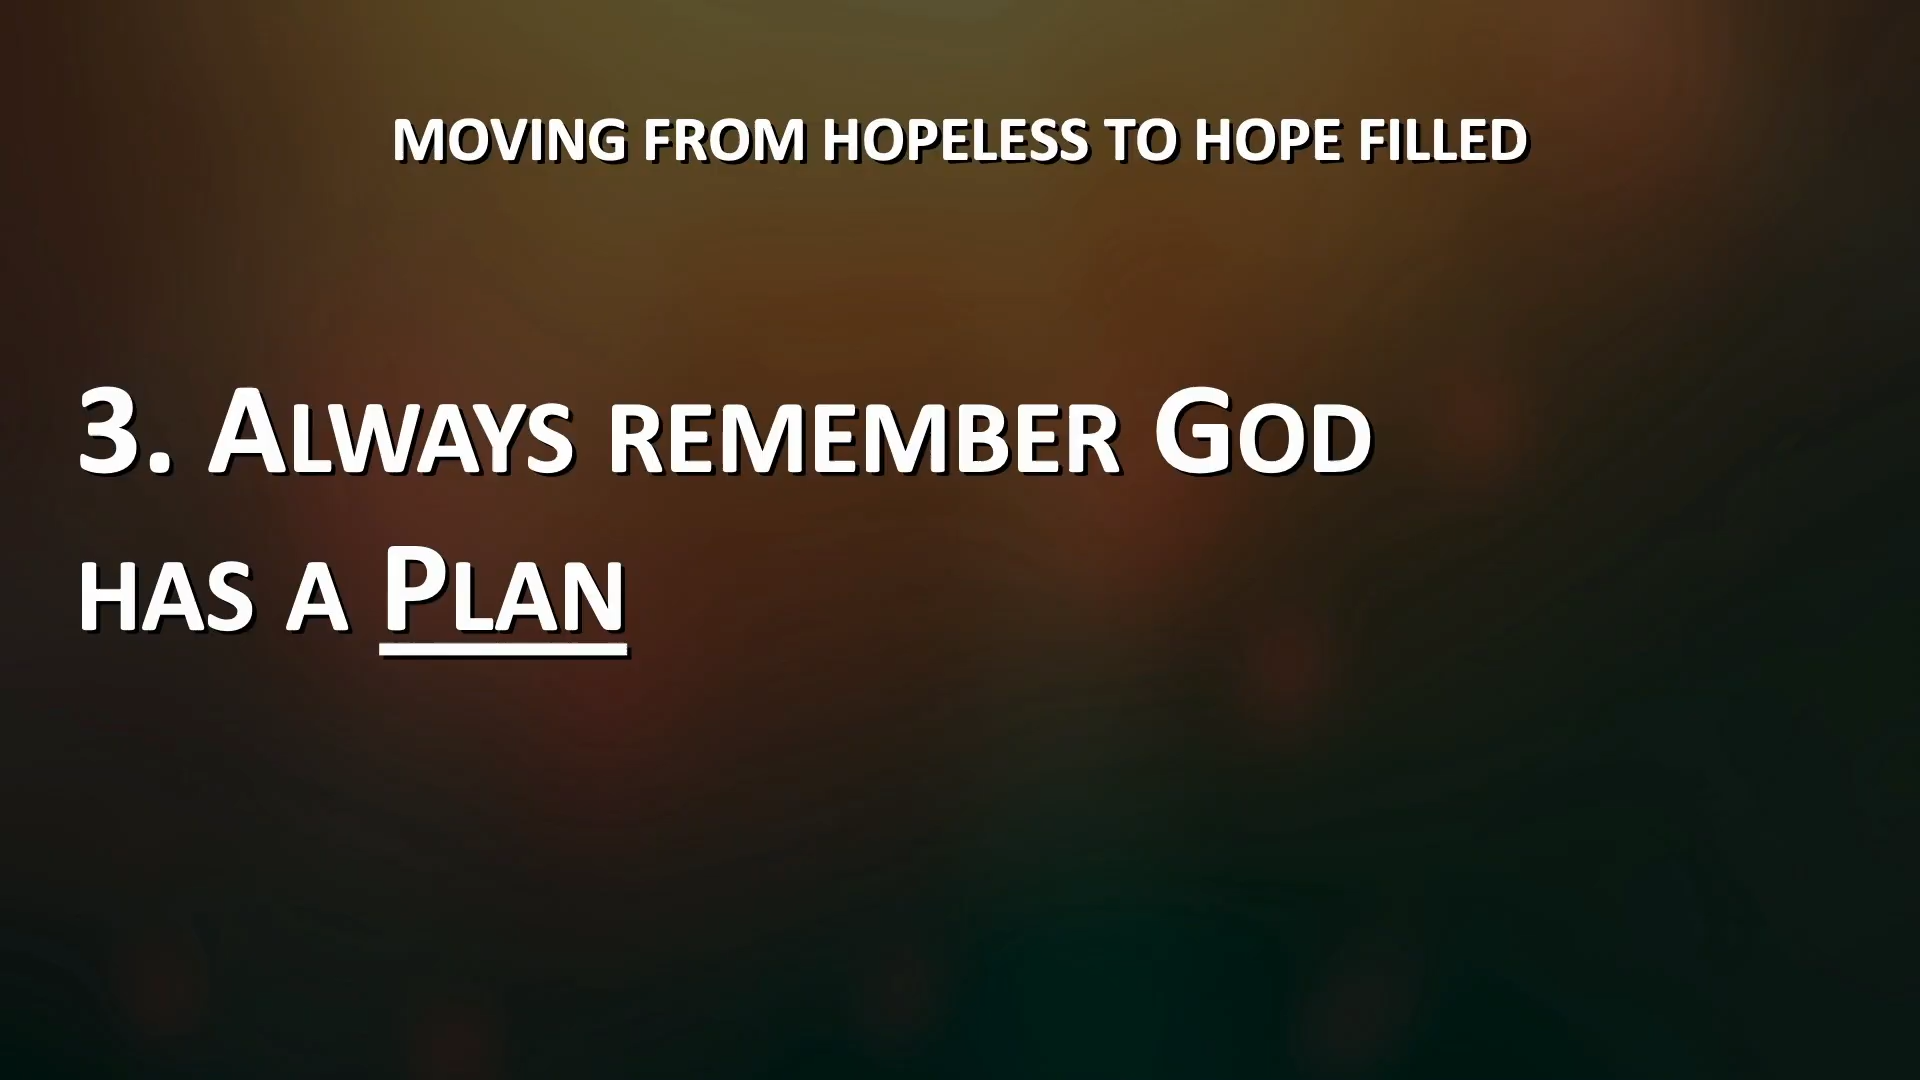 MOVING FROM HOPELESS TO HOPE FILLED
3. Always remember God
has a Plan